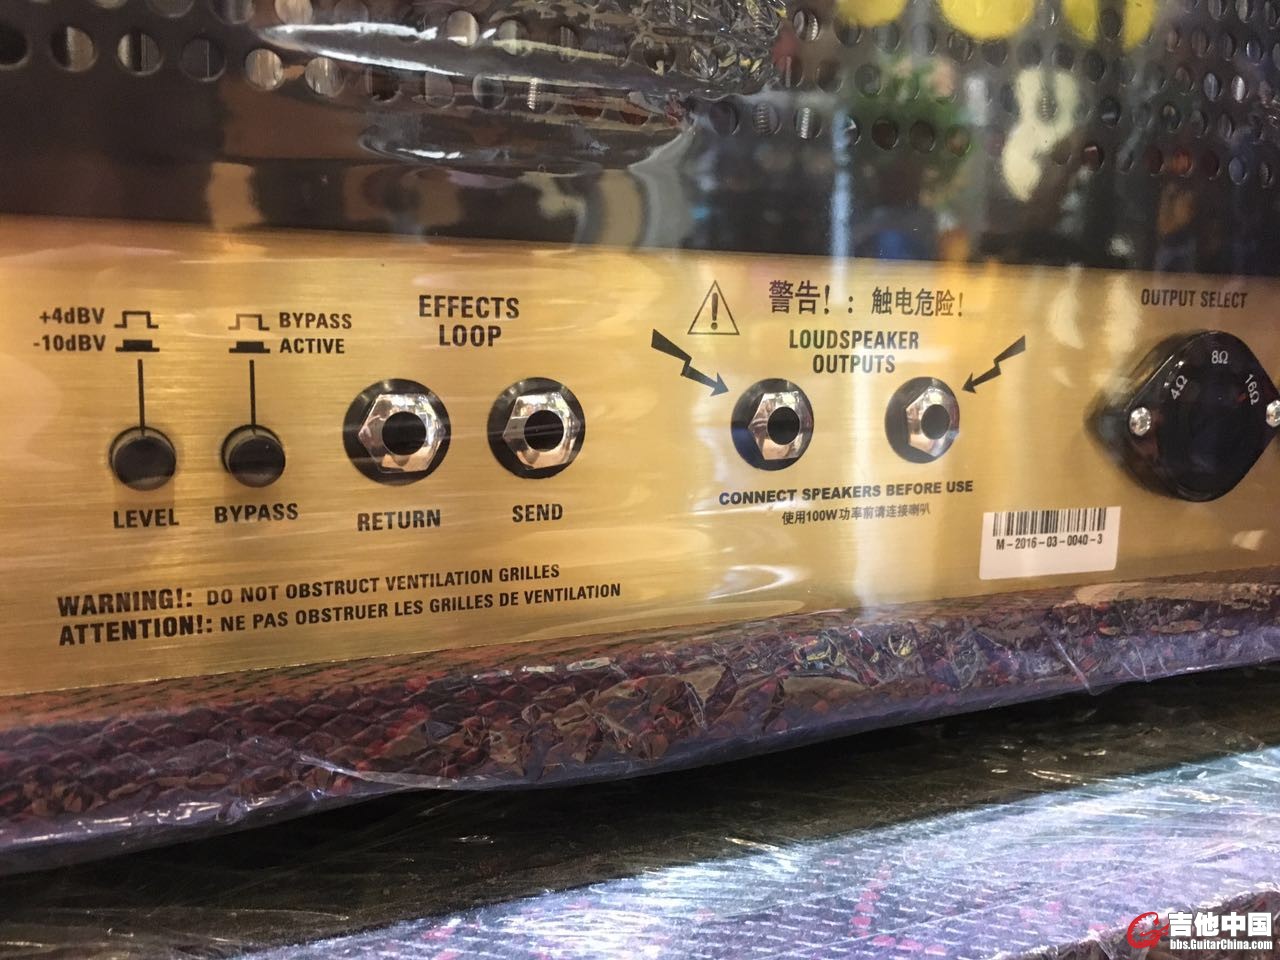 +4dBV
-10dBV
BYPASS
ACTIVE
EFFECTS
LOOP
警告!:触电危险!
LOUDSPEAKER
OUTPUTS
OUTPUT SELECT
4Ω 8Ω 16Ω
LEVEL
BYPASS
RETURN
SEND
CONNECT SPEAKERS BEFORE USE
使用100W功率前请连接喇叭
M-2016-03-0040-3
WARNING!: DO NOT OBSTRUCT VENTILATION GRILLES
ATTENTION!: NE PAS OBSTRUER LES GRILLES DE VENTILATION
吉他中国
bbs.GuitarChina.com